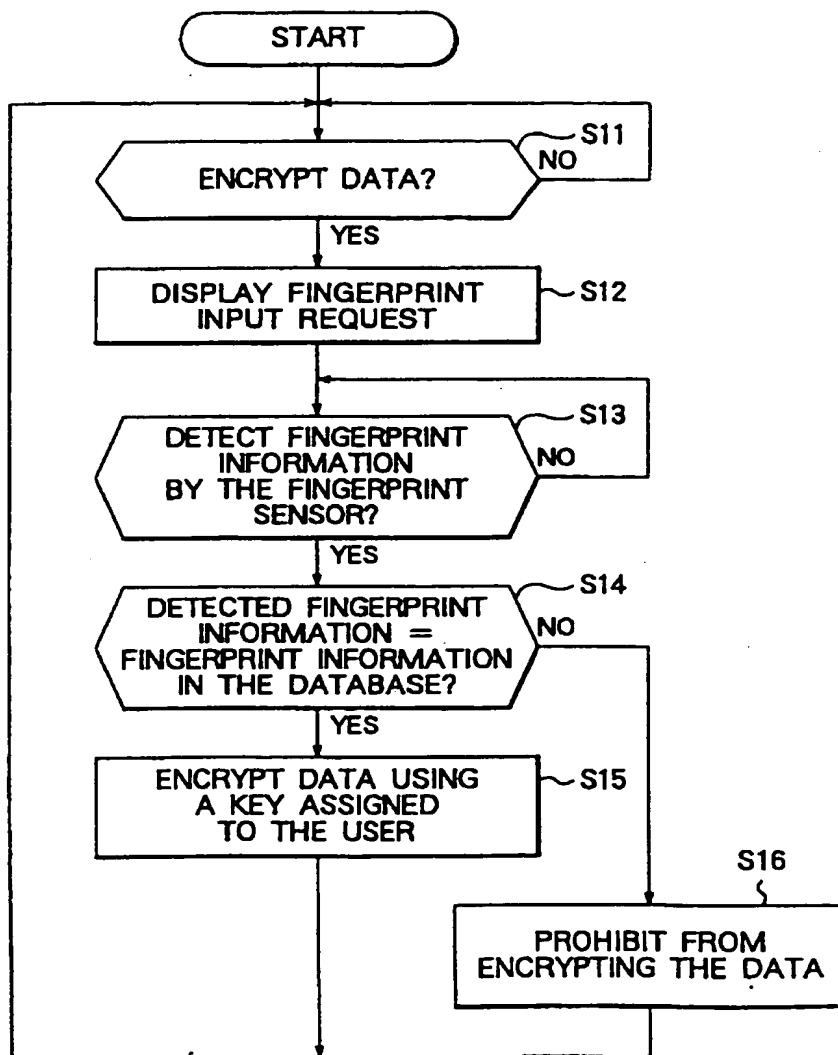 START
S11
ENCRYPT DATA?
NO
YES
DISPLAY FINGERPRINT
INPUT REQUEST
S12
S13
DETECT FINGERPRINT
INFORMATION
BY THE FINGERPRINT
SENSOR?
NO
YES
S14
DETECTED FINGERPRINT
INFORMATION =
FINGERPRINT INFORMATION
IN THE DATABASE?
NO
YES
ENCRYPT DATA USING
A KEY ASSIGNED
TO THE USER
S15
S16
PROHIBIT FROM
ENCRYPTING THE DATA